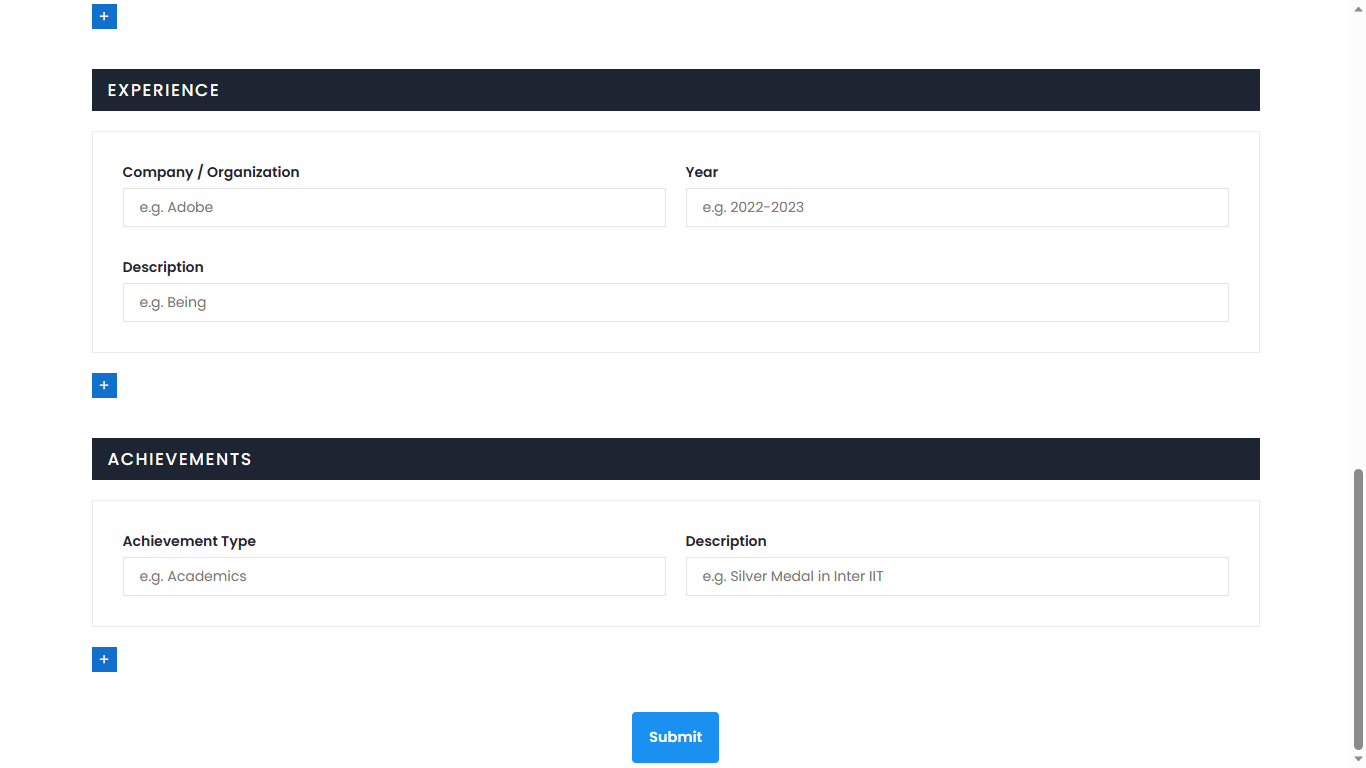 +
EXPERIENCE
Company / Organization
Year
e.g. Adobe
e.g. 2022-2023
Description
e.g. Being
+
ACHIEVEMENTS
Achievement Type
Description
e.g. Academics
e.g. Silver Medal in Inter IIT
+
Submit